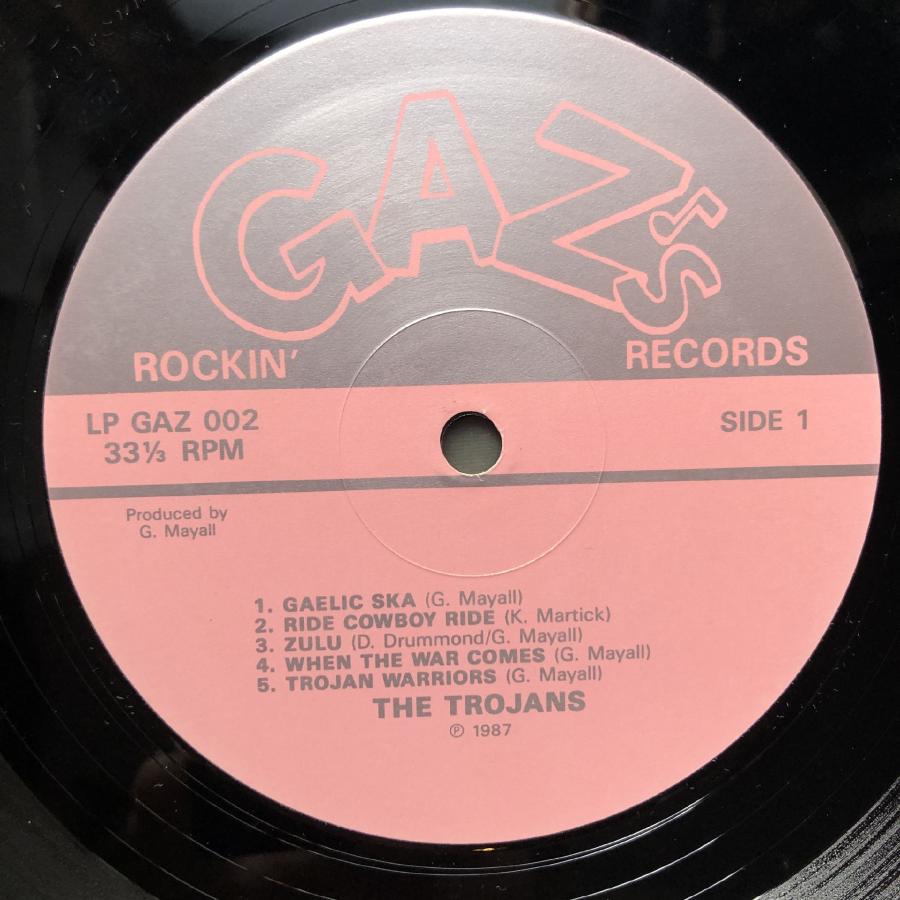 GAZ'S
ROCKIN' RECORDS
LP GAZ 002 SIDE 1
33⅓ RPM
Produced by
G. Mayall
1. GAELIC SKA (G. Mayall)
2. RIDE COWBOY RIDE (K. Martick)
3. ZULU (D. Drummond/G. Mayall)
4. WHEN THE WAR COMES (G. Mayall)
5. TROJAN WARRIORS (G. Mayall)
THE TROJANS
℗ 1987